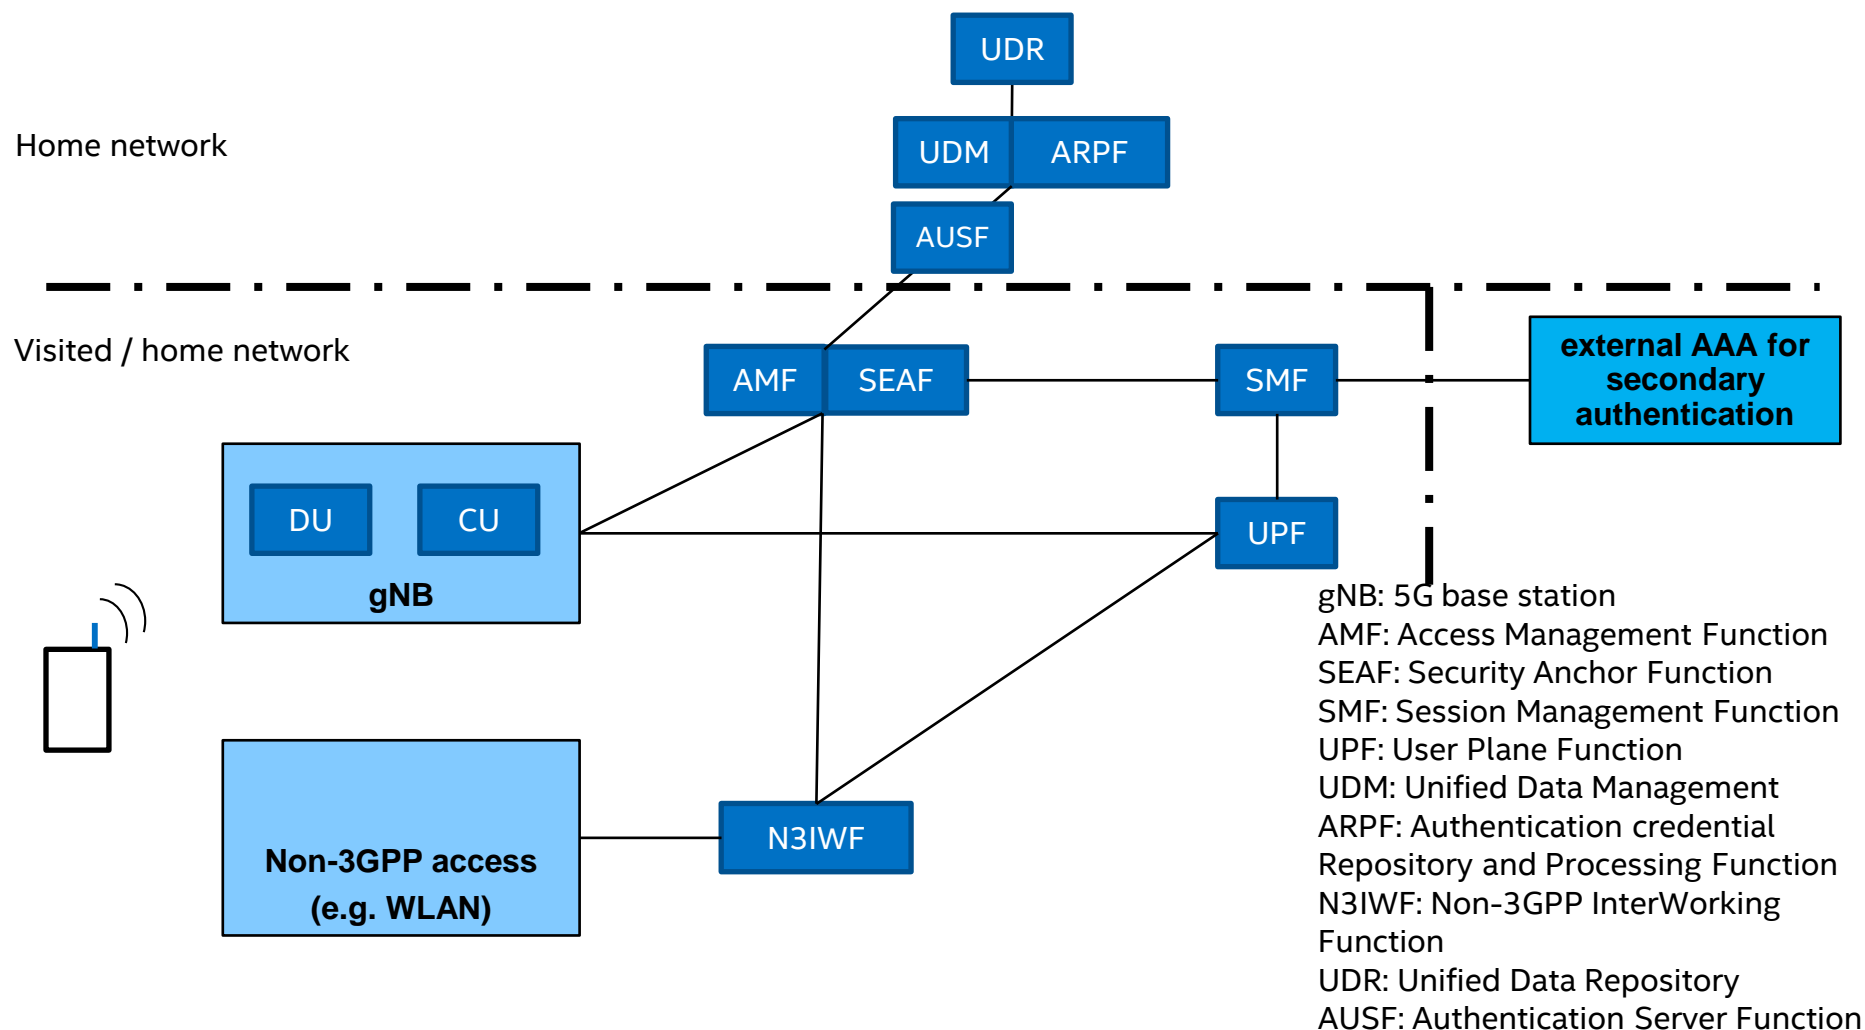 UDR
Home network
UDM ARPF
AUSF
Visited / home network
AMF SEAF
SMF
external AAA for
secondary
authentication
DU CU
gNB
UPF
Non-3GPP access
(e.g. WLAN)
N3IWF
gNB: 5G base station
AMF: Access Management Function
SEAF: Security Anchor Function
SMF: Session Management Function
UPF: User Plane Function
UDM: Unified Data Management
ARPF: Authentication credential
Repository and Processing Function
N3IWF: Non-3GPP InterWorking
Function
UDR: Unified Data Repository
AUSF: Authentication Server Function